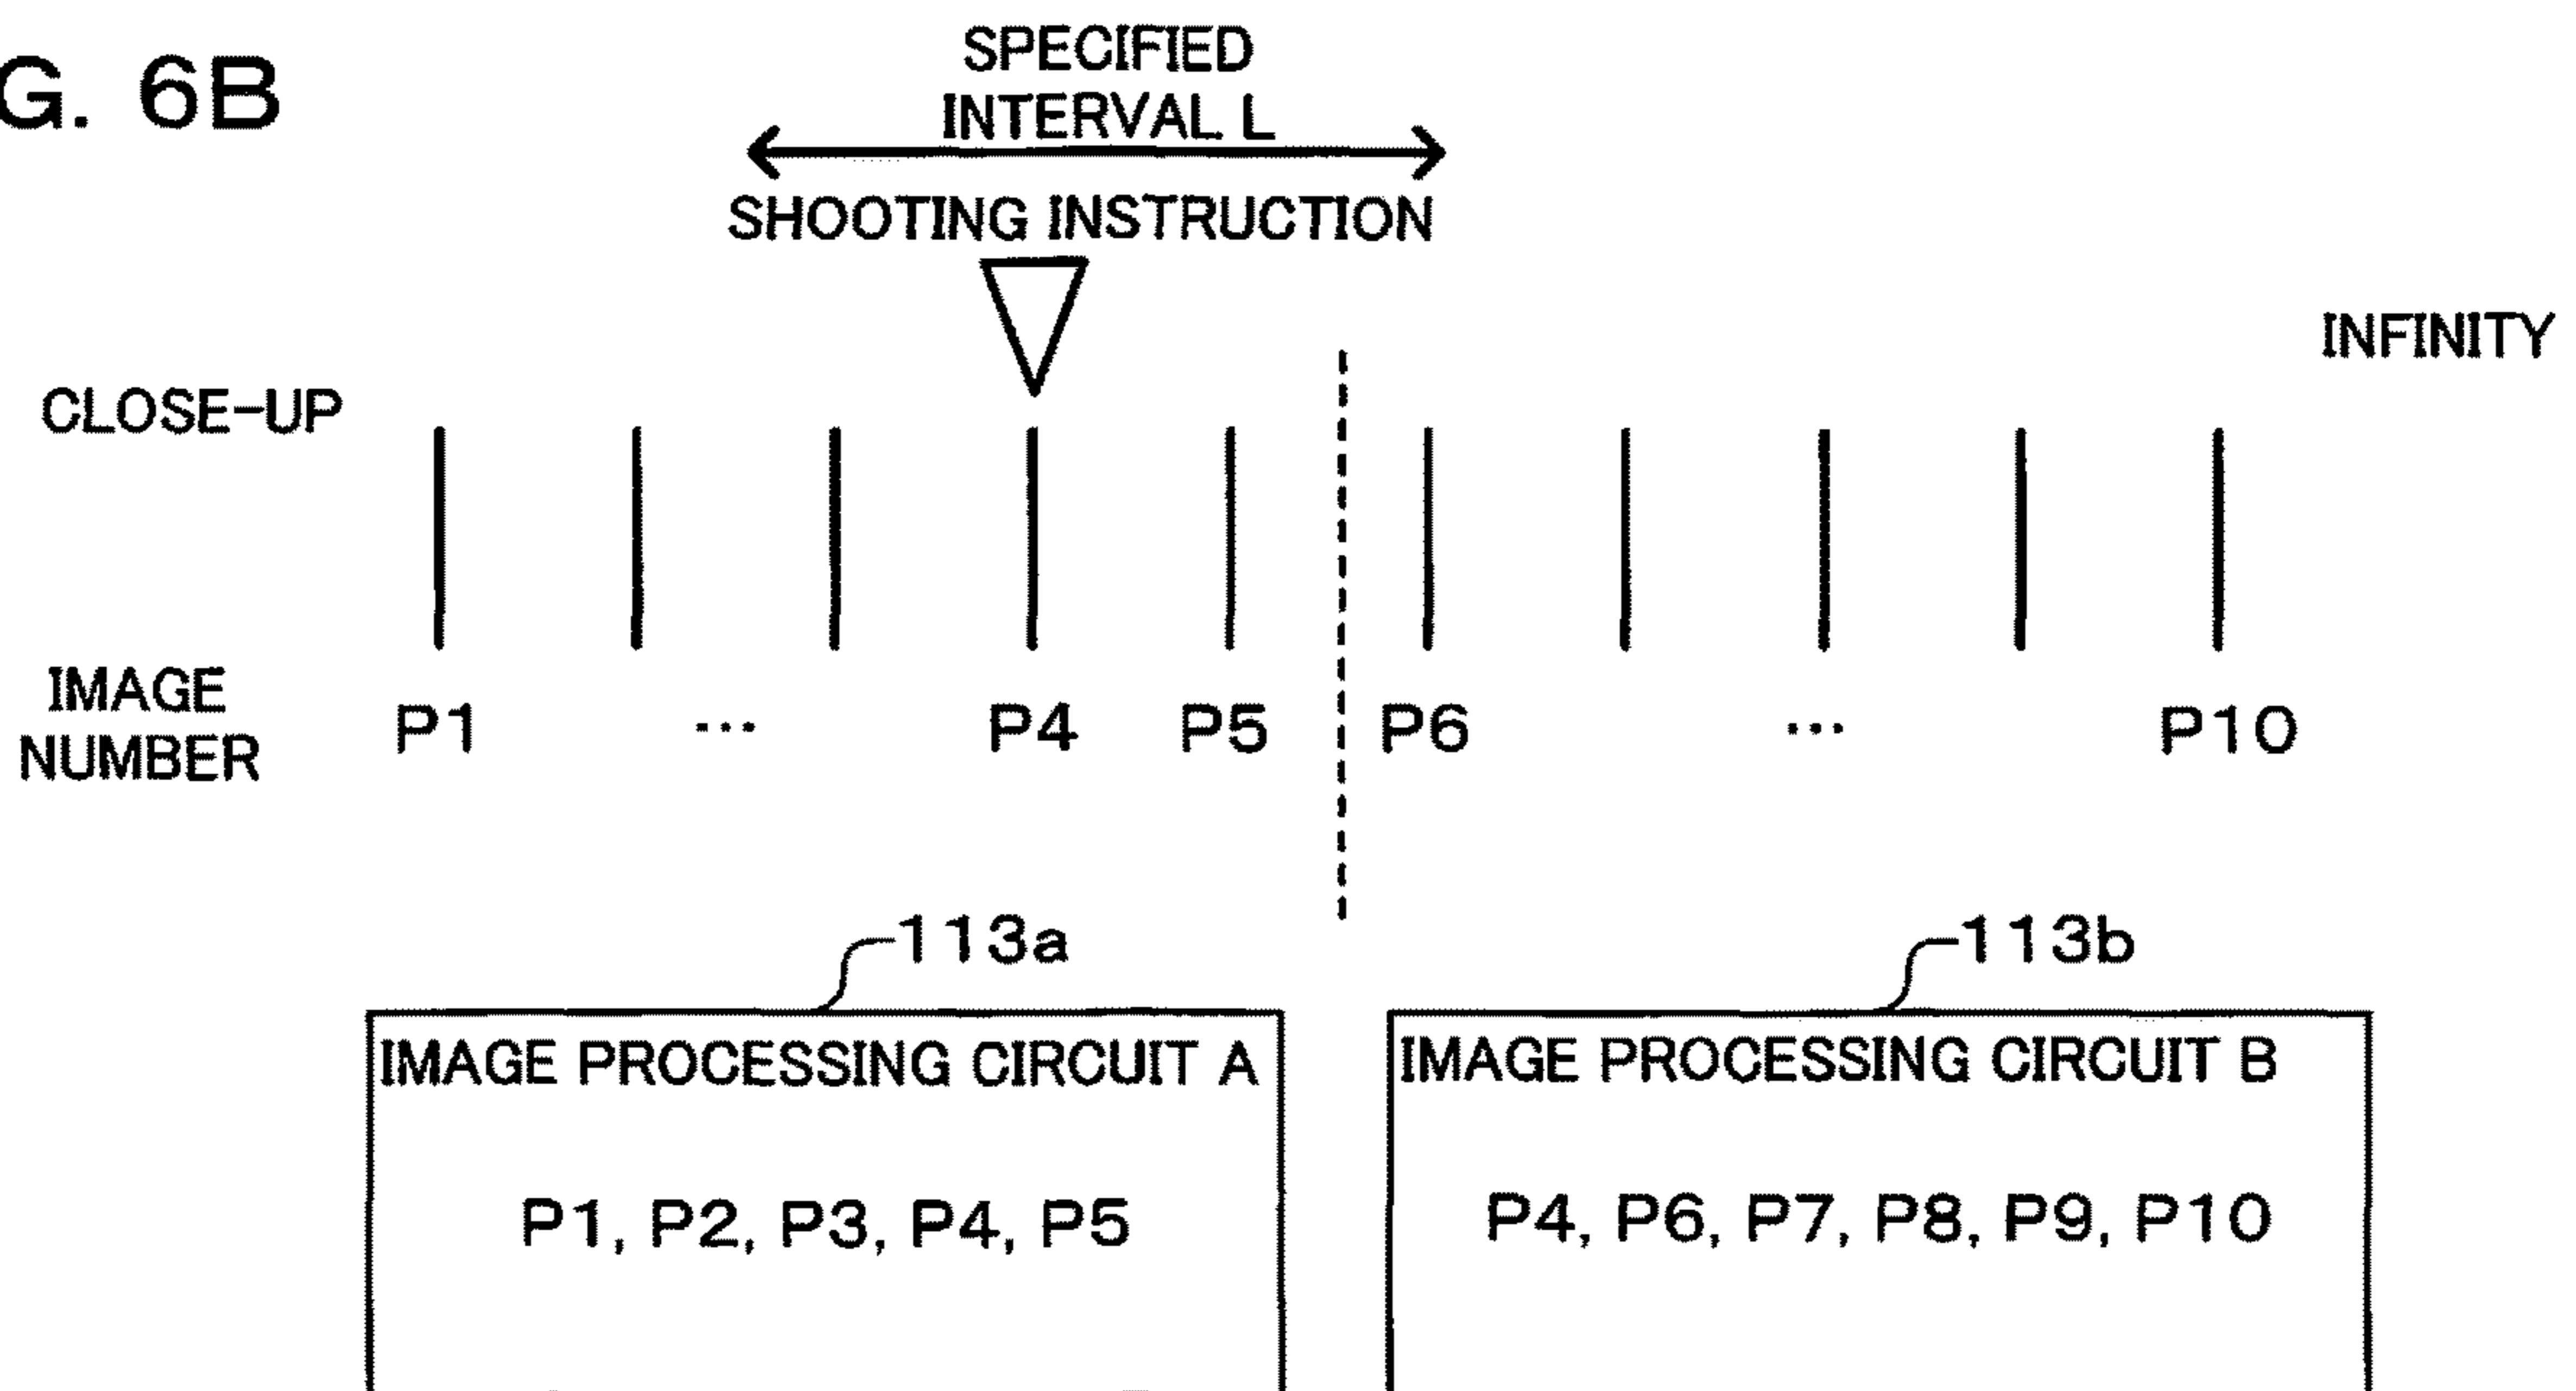 G. 6B
SPECIFIED
INTERVAL L
SHOOTING INSTRUCTION
INFINITY
CLOSE-UP
IMAGE
NUMBER
P1 ... P4 P5 P6 ... P10
113a
113b
IMAGE PROCESSING CIRCUIT A
P1, P2, P3, P4, P5
IMAGE PROCESSING CIRCUIT B
P4, P6, P7, P8, P9, P10